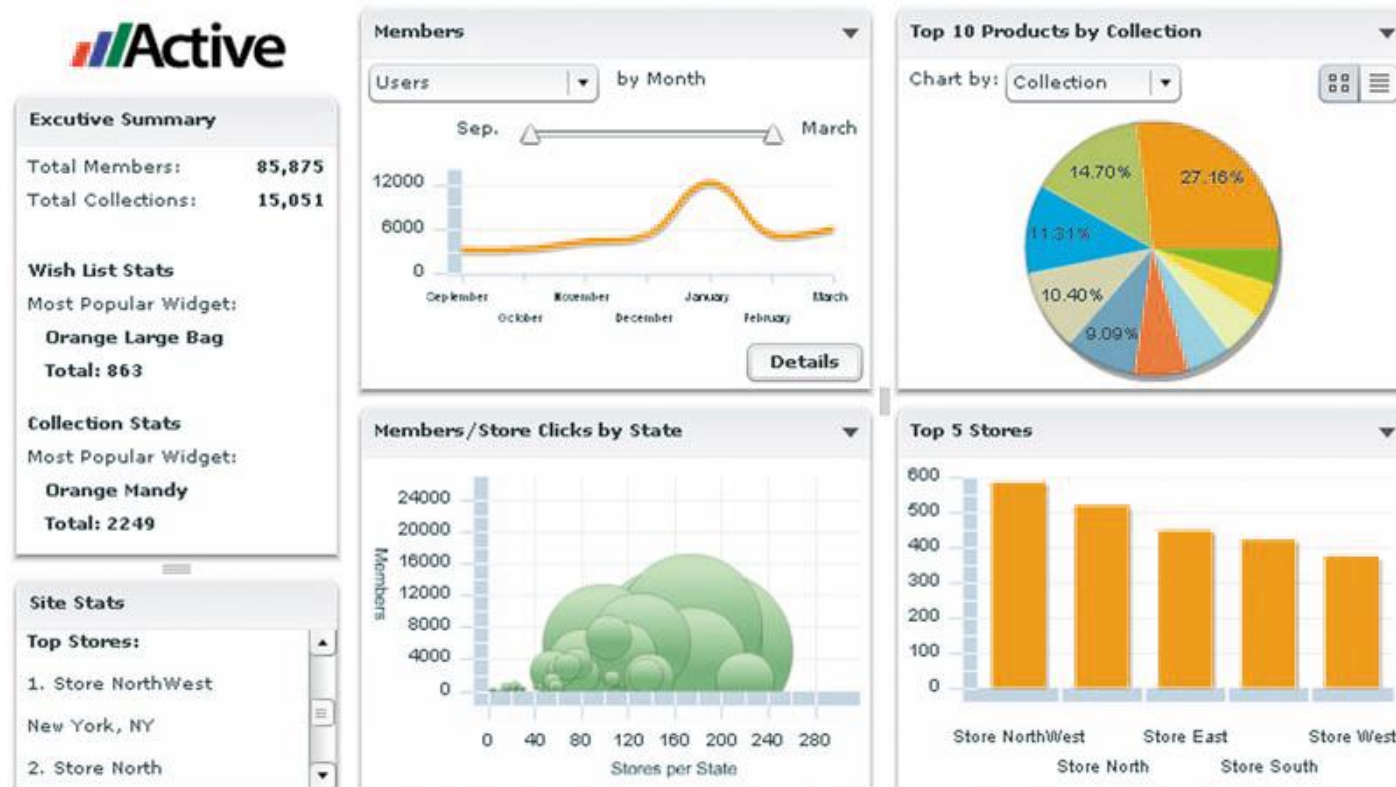 Active
Excutive Summary
Total Members: 85,875
Total Collections: 15,051
Wish List Stats
Most Popular Widget:
Orange Large Bag
Total: 863
Collection Stats
Most Popular Widget:
Orange Mandy
Total: 2249
Site Stats
Top Stores:
1. Store NorthWest
New York, NY
2. Store North
Members
Users by Month
Sep. March
12000
6000
0
September November January March
October December February
Details
Top 10 Products by Collection
Chart by: Collection
14.70% 27.16%
11.31%
10.40%
9.09%
Members/Store Clicks by State
Members
24000
20000
16000
12000
8000
4000
0
0 40 80 120 160 200 240 280
Stores per State
Top 5 Stores
600
500
400
300
200
100
0
Store NorthWest Store East Store West
Store North Store South